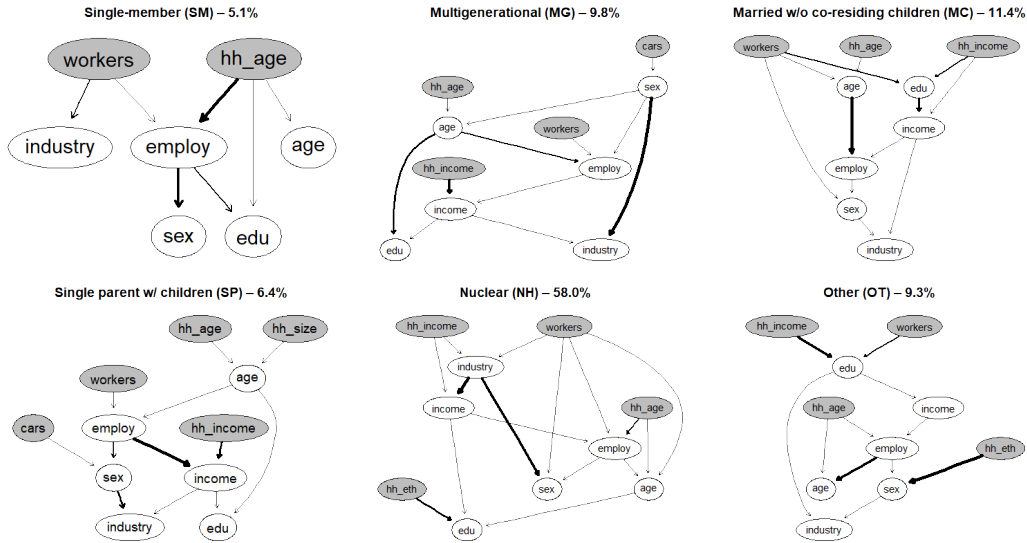 Single-member (SM) – 5.1%
workers
hh_age
industry
employ
age
sex
edu
Multigenerational (MG) – 9.8%
cars
hh_age
sex
age
workers
hh_income
employ
income
edu
industry
Married w/o co-residing children (MC) – 11.4%
workers
hh_age
hh_income
age
edu
income
employ
sex
industry
Single parent w/ children (SP) – 6.4%
hh_age
hh_size
workers
age
cars
employ
hh_income
sex
income
industry
edu
Nuclear (NH) – 58.0%
hh_income
workers
industry
income
hh_age
employ
hh_eth
sex
age
edu
Other (OT) – 9.3%
hh_income
workers
edu
hh_age
income
employ
hh_eth
age
sex
industry